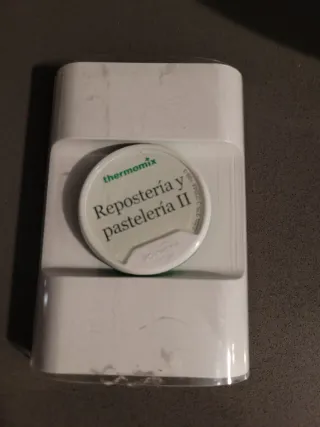 thermomix
Repostería y
pastelería II